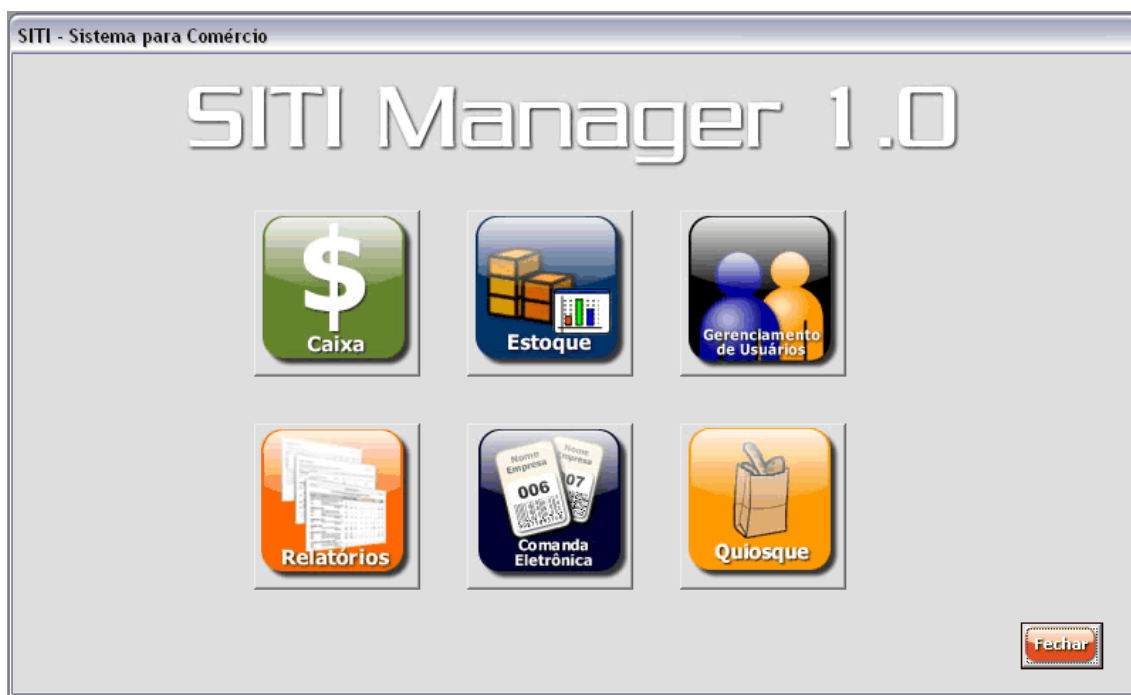 SITI - Sistema para Comércio
SITI Manager 1.0
Caixa
Estoque
Gerenciamento
de Usuários
Relatórios
Nome
Empresa
006
Nome
Empresa
007
Comanda
Eletrônica
Quiosque
Fechar